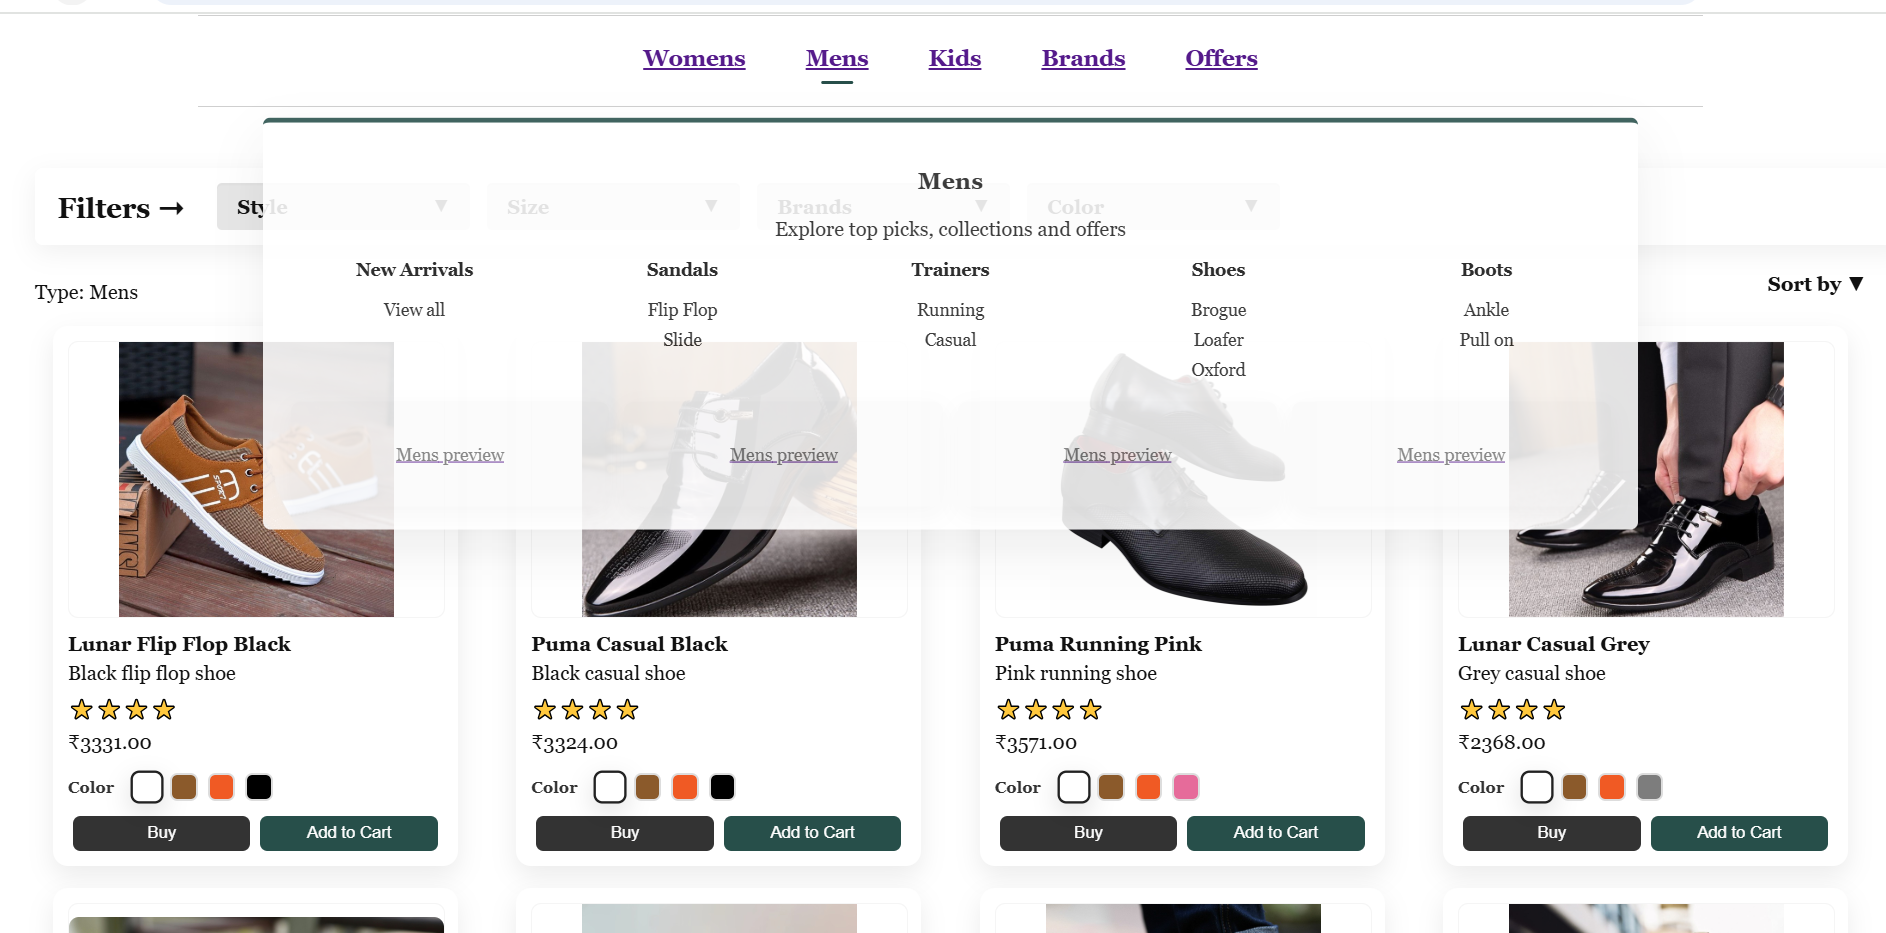 Womens Mens Kids Brands Offers
Mens
Filters → Style ▼ Size ▼ Brands ▼ Color ▼
Explore top picks, collections and offers
New Arrivals Sandals Trainers Shoes Boots
Type: Mens
Sort by ▼
View all Flip Flop Running Brogue Ankle
Slide Casual Loafer Pull on
Oxford
Mens preview Mens preview Mens preview Mens preview
Lunar Flip Flop Black Puma Casual Black Puma Running Pink Lunar Casual Grey
Black flip flop shoe Black casual shoe Pink running shoe Grey casual shoe
₹3331.00 ₹3324.00 ₹3571.00 ₹2368.00
Color Color Color Color
Buy Add to Cart Buy Add to Cart Buy Add to Cart Buy Add to Cart